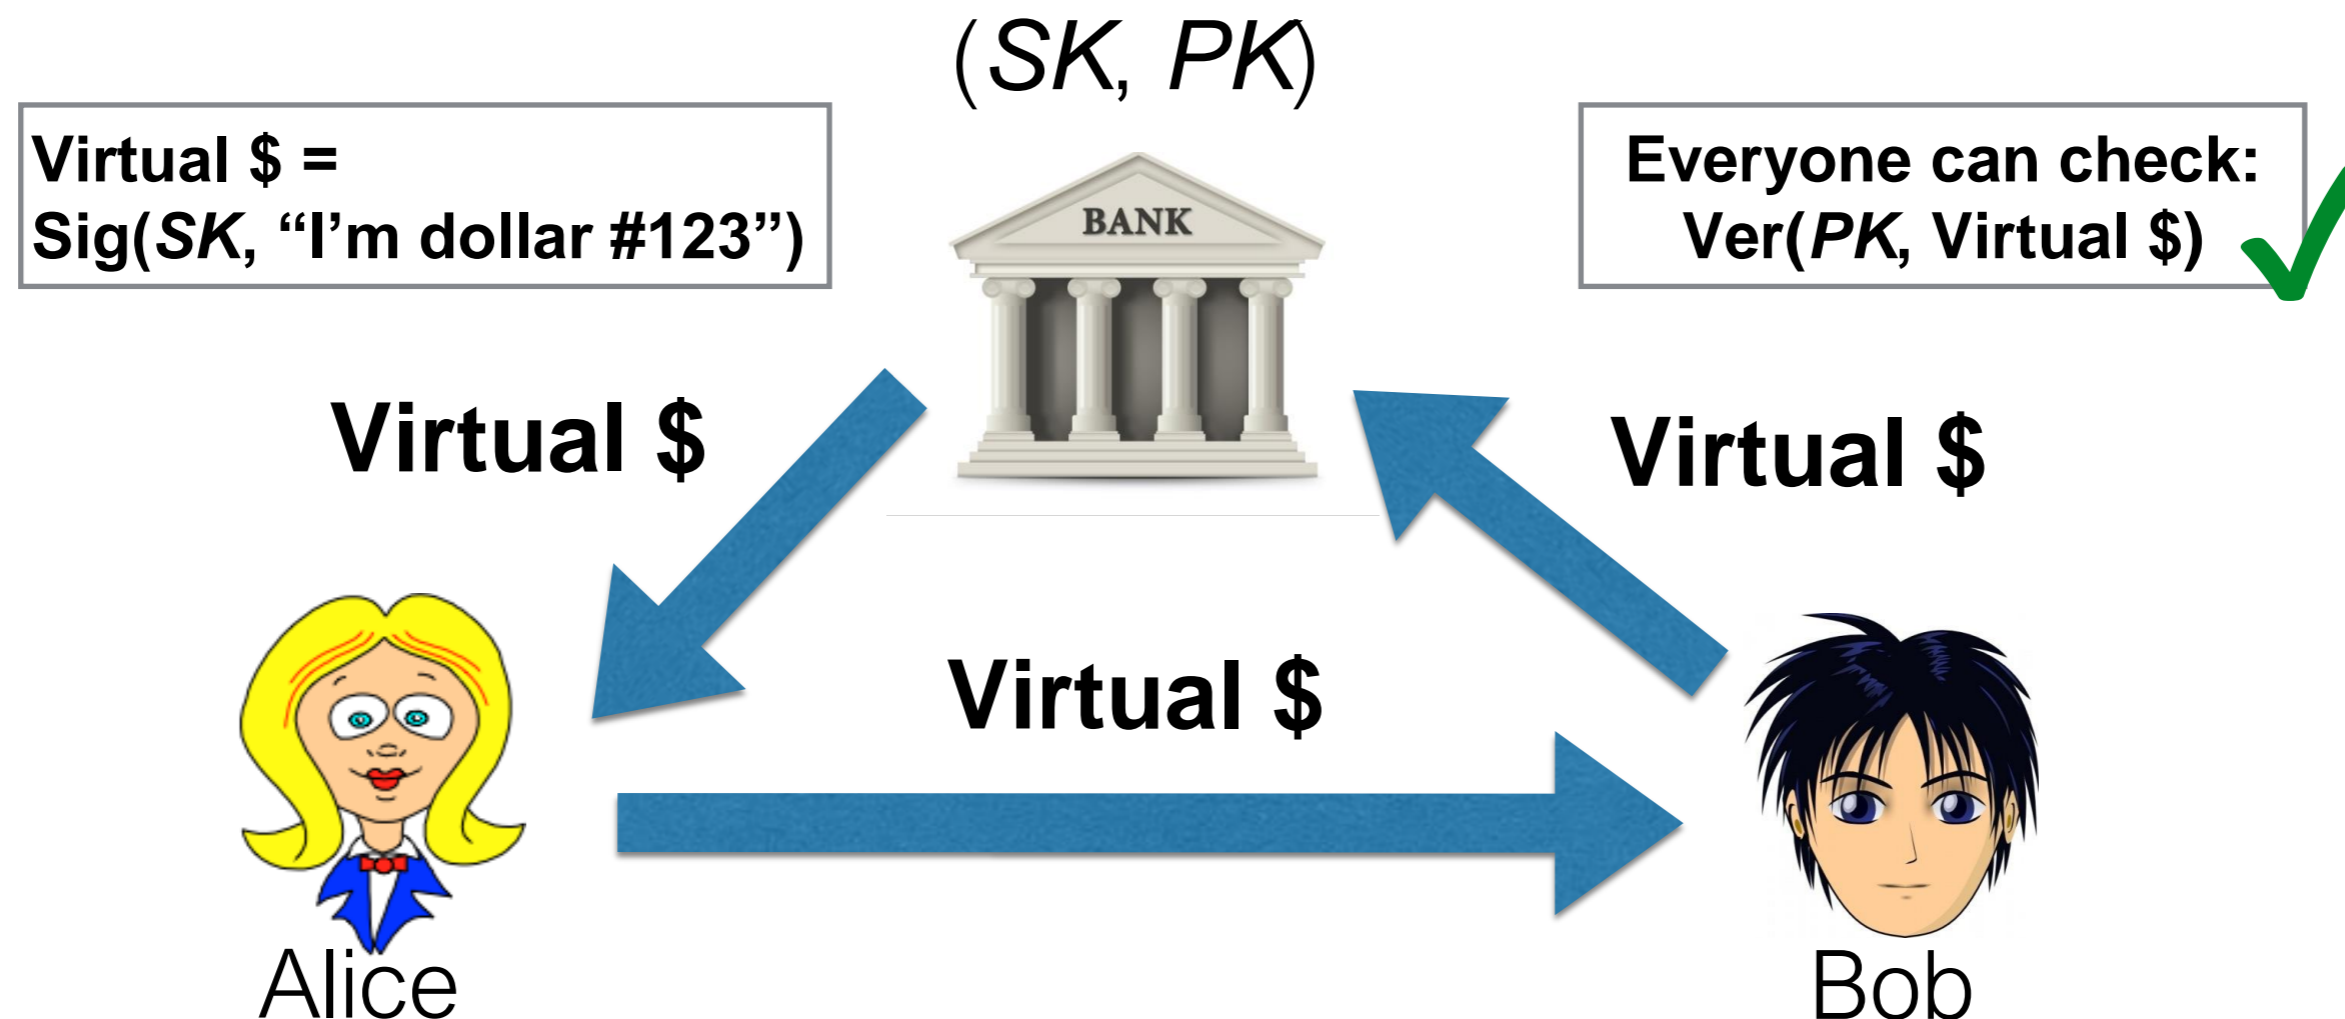 (SK, PK)
Virtual $ =
Sig(SK, “I’m dollar #123”)
Everyone can check:
Ver(PK, Virtual $)
BANK
Virtual $
Virtual $
Virtual $
Alice
Bob